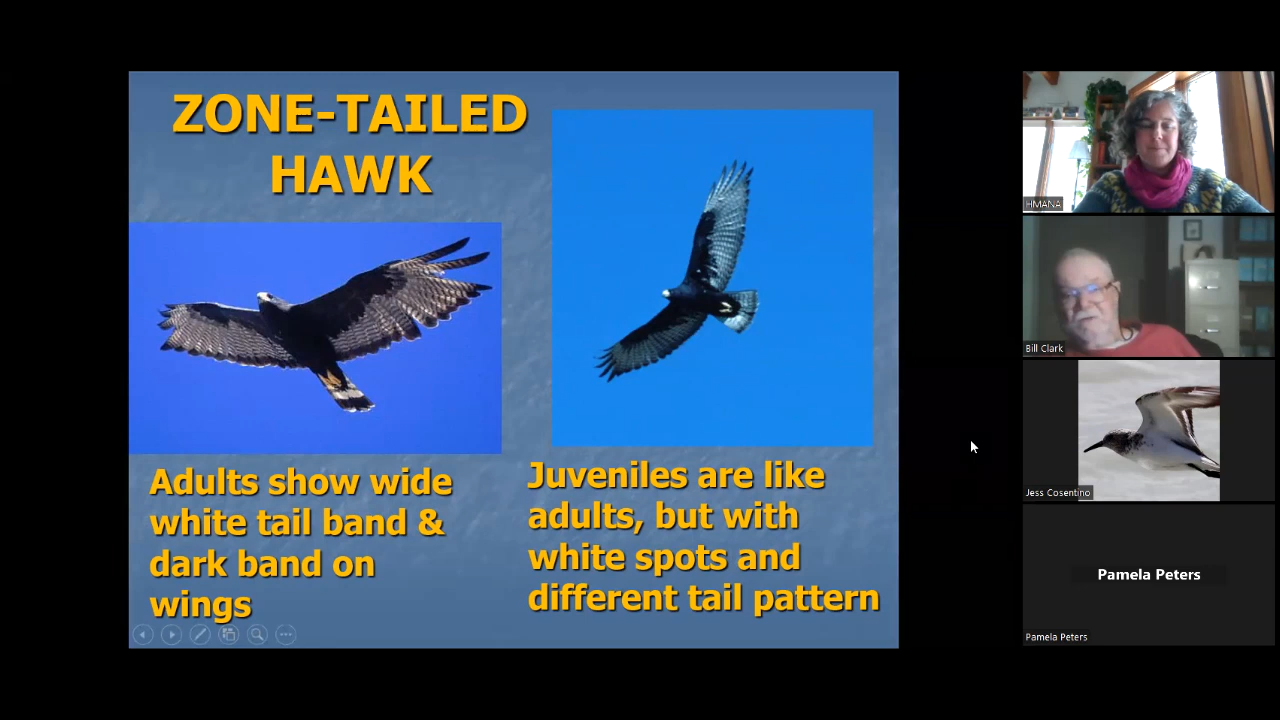 ZONE-TAILED
HAWK
Adults show wide
white tail band &
dark band on
wings
Juveniles are like
adults, but with
white spots and
different tail pattern
HMANA
Bill Clark
Jess Cosentino
Pamela Peters
Pamela Peters